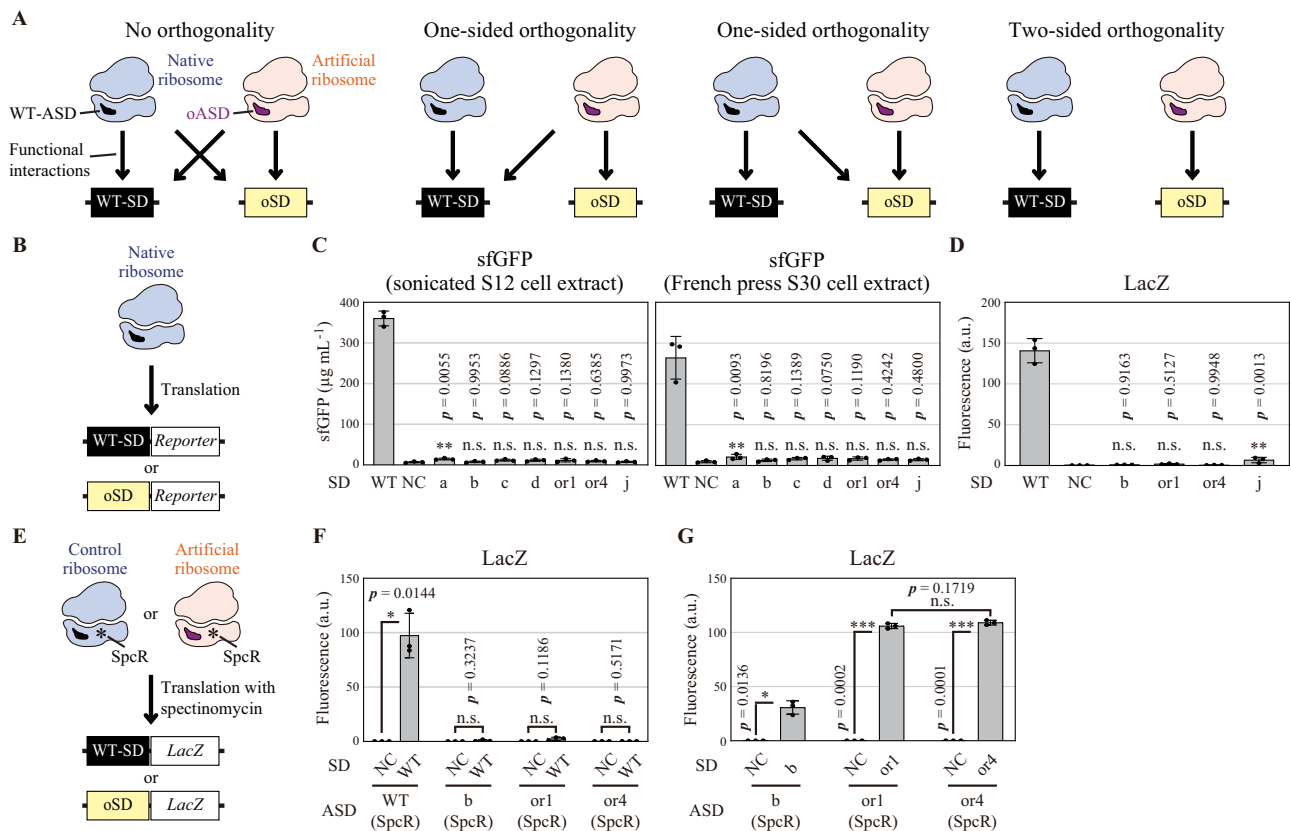 A
No orthogonality
One-sided orthogonality
One-sided orthogonality
Two-sided orthogonality
Native
ribosome
Artificial
ribosome
WT-ASD
oASD
Functional
interactions
WT-SD
oSD
WT-SD
oSD
WT-SD
oSD
WT-SD
oSD
B
Native
ribosome
Translation
WT-SD
Reporter
or
oSD
Reporter
C
sfGFP
(sonicated S12 cell extract)
sfGFP (µg mL⁻¹)
400
300
200
100
0
p = 0.0055
p = 0.9953
p = 0.0886
p = 0.1297
p = 0.1380
p = 0.6385
p = 0.9973
** n.s. n.s. n.s. n.s. n.s. n.s.
SD WT NC a b c d or1 or4 j
sfGFP
(French press S30 cell extract)
p = 0.0093
p = 0.8196
p = 0.1389
p = 0.0750
p = 0.1190
p = 0.4242
p = 0.4800
** n.s. n.s. n.s. n.s. n.s. n.s.
WT NC a b c d or1 or4 j
D
LacZ
Fluorescence (a.u.)
200
150
100
50
0
p = 0.9163
p = 0.5127
p = 0.9948
p = 0.0013
n.s. n.s. n.s. **
SD WT NC b or1 or4 j
E
Control
ribosome
or
Artificial
ribosome
*
*
SpcR
SpcR
Translation with
spectinomycin
WT-SD
LacZ
or
oSD
LacZ
F
LacZ
Fluorescence (a.u.)
150
100
50
0
p = 0.0144
*
p = 0.3237
n.s.
p = 0.1186
n.s.
p = 0.5171
n.s.
SD NC WT NC WT NC WT NC WT
ASD WT b or1 or4
(SpcR) (SpcR) (SpcR) (SpcR)
G
LacZ
Fluorescence (a.u.)
150
100
50
0
p = 0.1719
n.s.
p = 0.0136
*
p = 0.0002
***
p = 0.0001
***
SD NC b NC or1 NC or4
ASD b or1 or4
(SpcR) (SpcR) (SpcR)